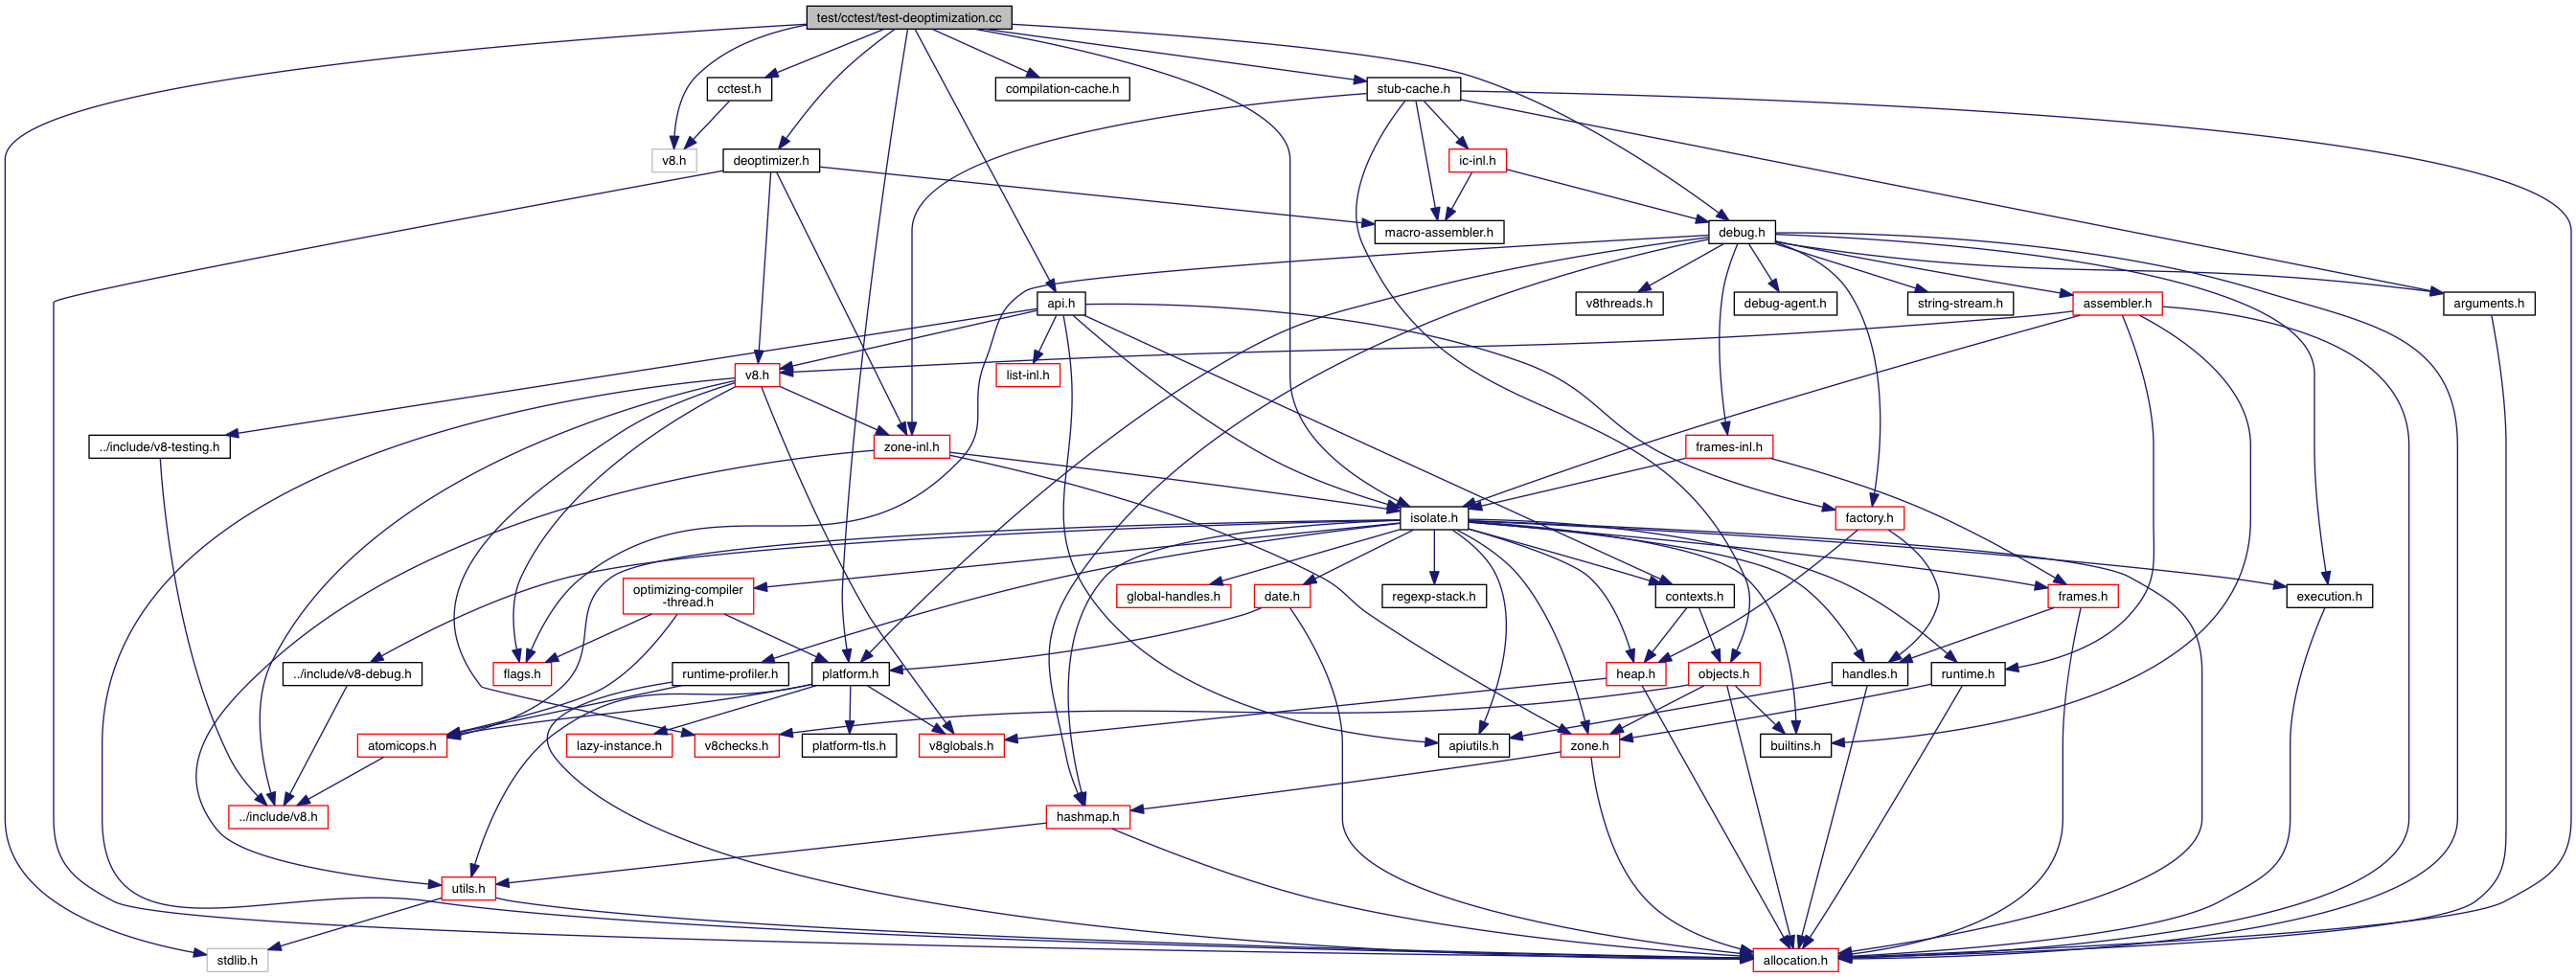 test/cctest/test-deoptimization.cc
cctest.h
compilation-cache.h
stub-cache.h
v8.h
deoptimizer.h
ic-inl.h
macro-assembler.h
debug.h
api.h
v8threads.h
debug-agent.h
string-stream.h
assembler.h
arguments.h
v8.h
list-inl.h
../include/v8-testing.h
zone-inl.h
frames-inl.h
isolate.h
factory.h
optimizing-compiler
-thread.h
global-handles.h
date.h
regexp-stack.h
contexts.h
frames.h
execution.h
../include/v8-debug.h
flags.h
runtime-profiler.h
platform.h
heap.h
objects.h
handles.h
runtime.h
atomicops.h
lazy-instance.h
v8checks.h
platform-tls.h
v8globals.h
apiutils.h
zone.h
builtins.h
../include/v8.h
hashmap.h
utils.h
stdlib.h
allocation.h